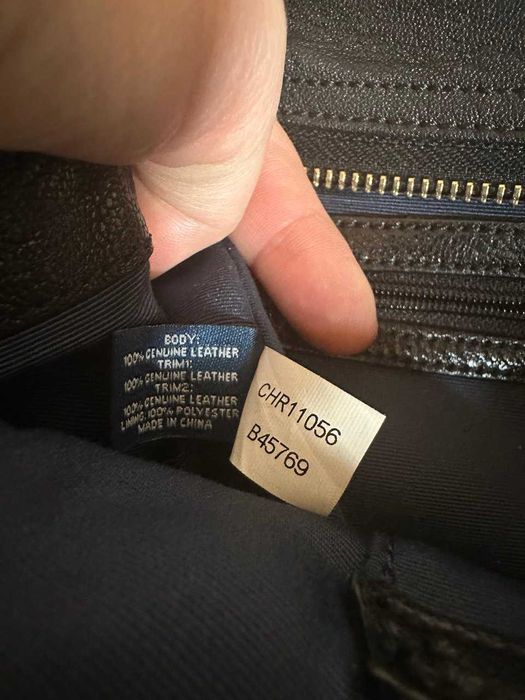 BODY:
100% GENUINE LEATHER
TRIM1:
100% GENUINE LEATHER
TRIM2:
100% GENUINE LEATHER
LINING: 100% POLYESTER
MADE IN CHINA
CHR11056
B45769